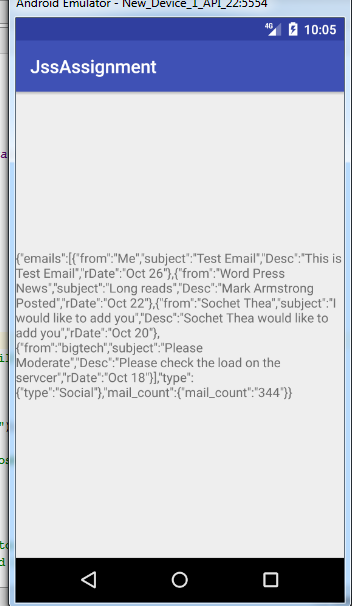 Android Emulator - New_Device_1_API_22:5554
4G 10:05
JssAssignment
{"emails":[{"from":"Me","subject":"Test Email","Desc":"This is
Test Email","rDate":"Oct 26"},{"from":"Word Press
News","subject":"Long reads","Desc":"Mark Armstrong
Posted","rDate":"Oct 22"},{"from":"Sochet Thea","subject":"I
would like to add you","Desc":"Sochet Thea would like to
add you","rDate":"Oct 20"},
{"from":"bigtech","subject":"Please
Moderate","Desc":"Please check the load on the
servcer","rDate":"Oct 18"}],"type":
{"type":"Social"},"mail_count":{"mail_count":"344"}}